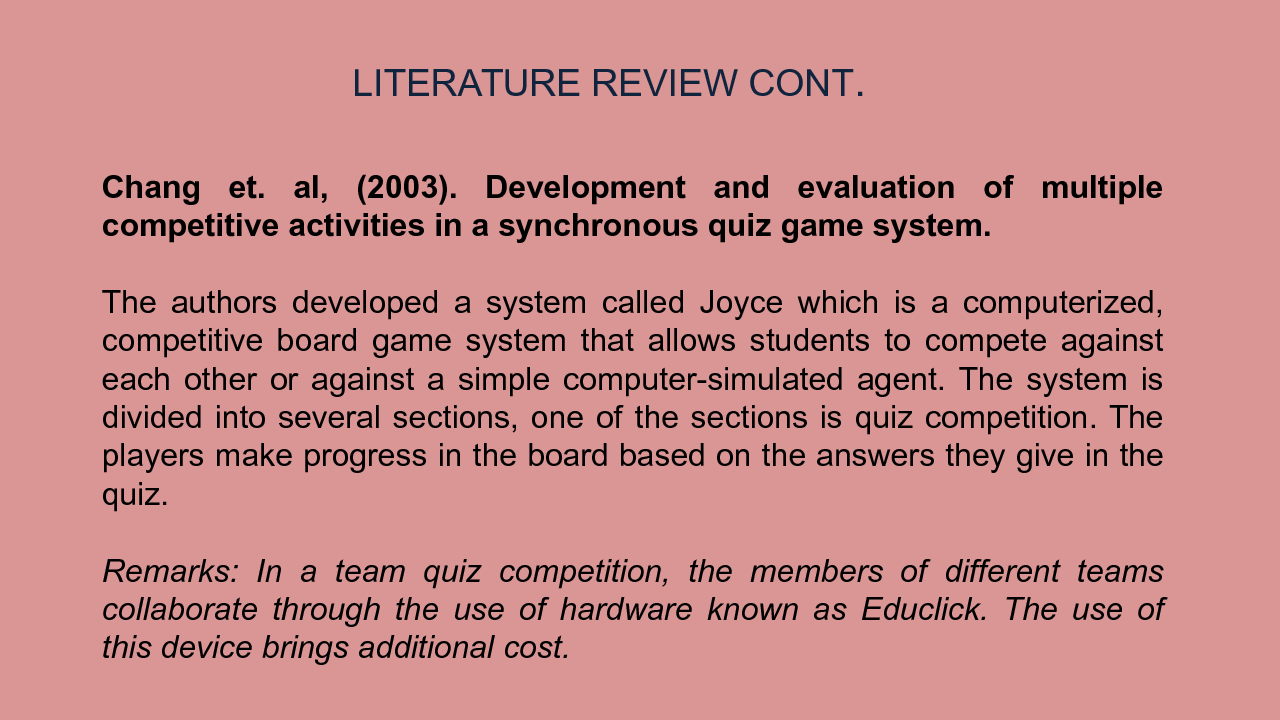 LITERATURE REVIEW CONT.
Chang et. al, (2003). Development and evaluation of multiple
competitive activities in a synchronous quiz game system.
The authors developed a system called Joyce which is a computerized,
competitive board game system that allows students to compete against
each other or against a simple computer-simulated agent. The system is
divided into several sections, one of the sections is quiz competition. The
players make progress in the board based on the answers they give in the
quiz.
Remarks: In a team quiz competition, the members of different teams
collaborate through the use of hardware known as Educlick. The use of
this device brings additional cost.